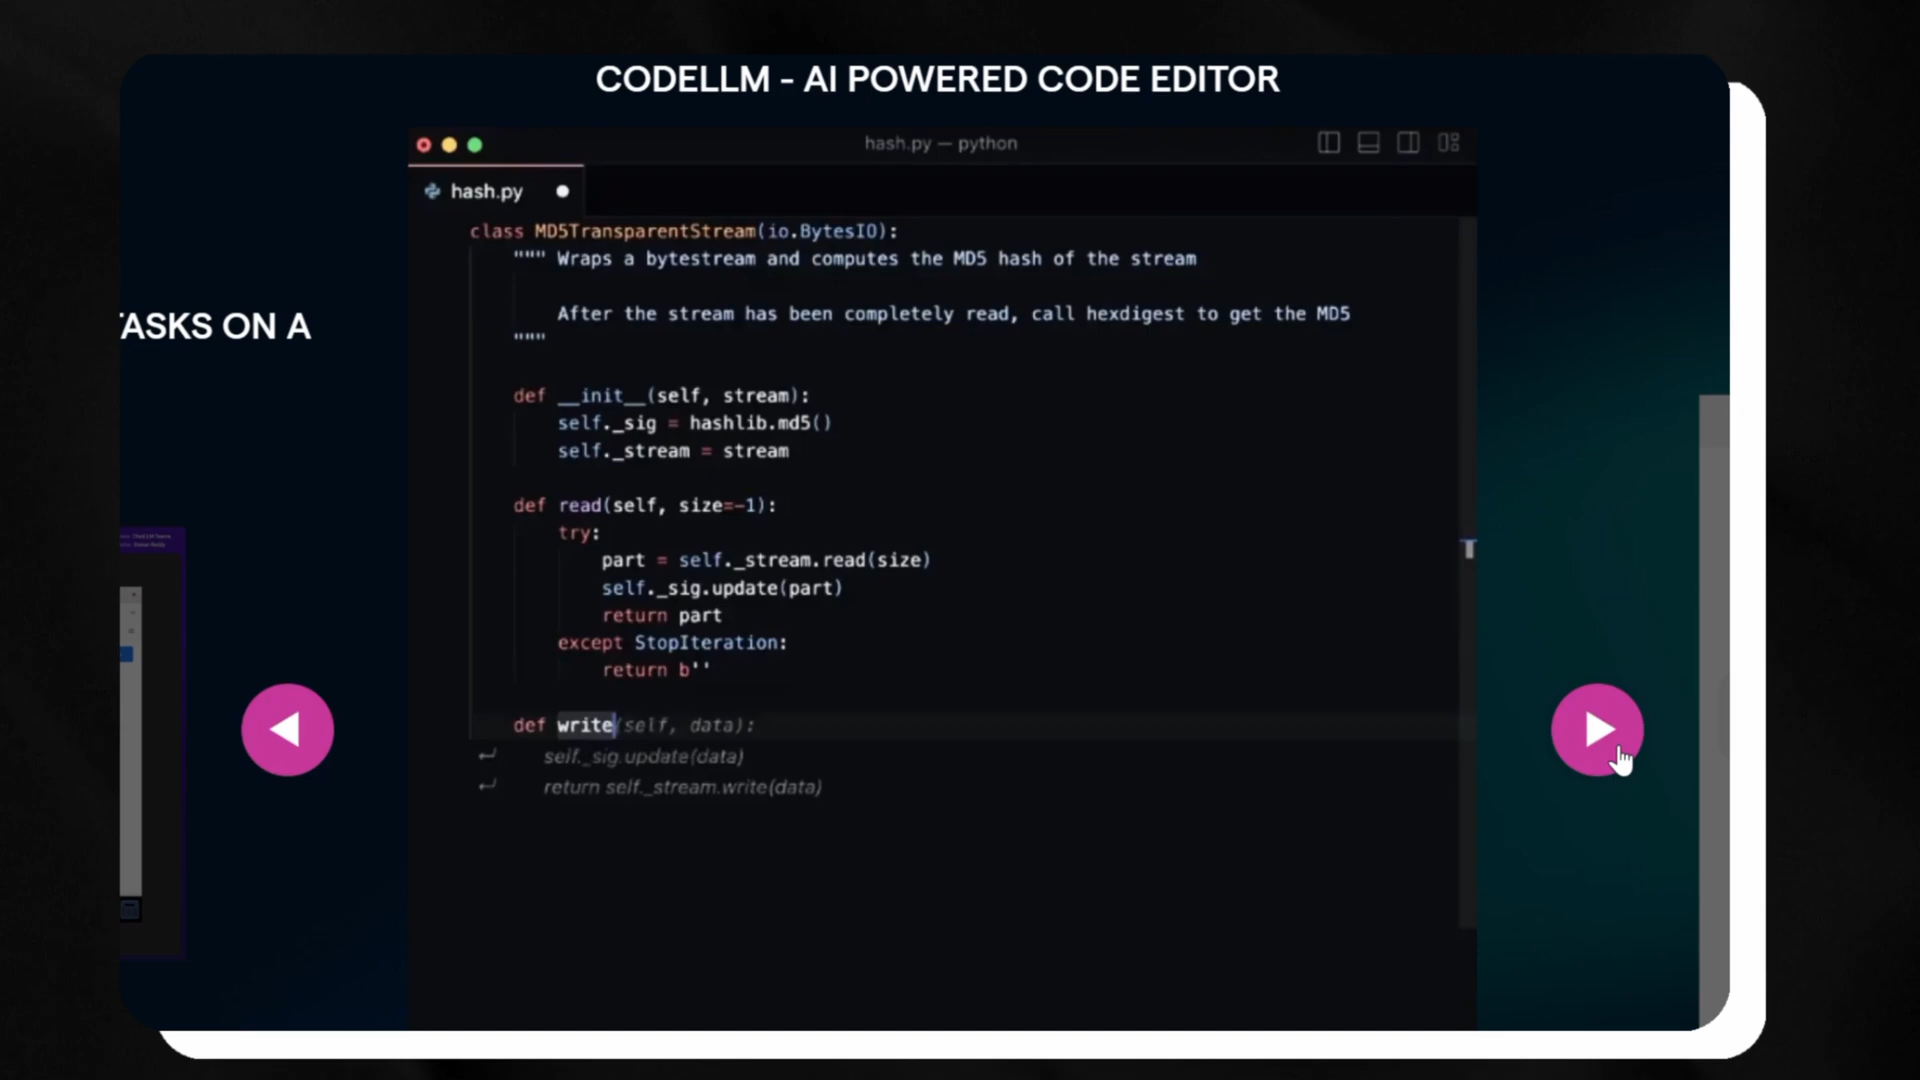 CODELLM - AI POWERED CODE EDITOR
hash.py — python
hash.py
TASKS ON A
class MD5TransparentStream(io.BytesIO):
""" Wraps a bytestream and computes the MD5 hash of the stream
After the stream has been completely read, call hexdigest to get the MD5
"""
def __init__(self, stream):
self._sig = hashlib.md5()
self._stream = stream
def read(self, size=-1):
try:
part = self._stream.read(size)
self._sig.update(part)
return part
except StopIteration:
return b''
def write(self, data):
self._sig.update(data)
return self._stream.write(data)